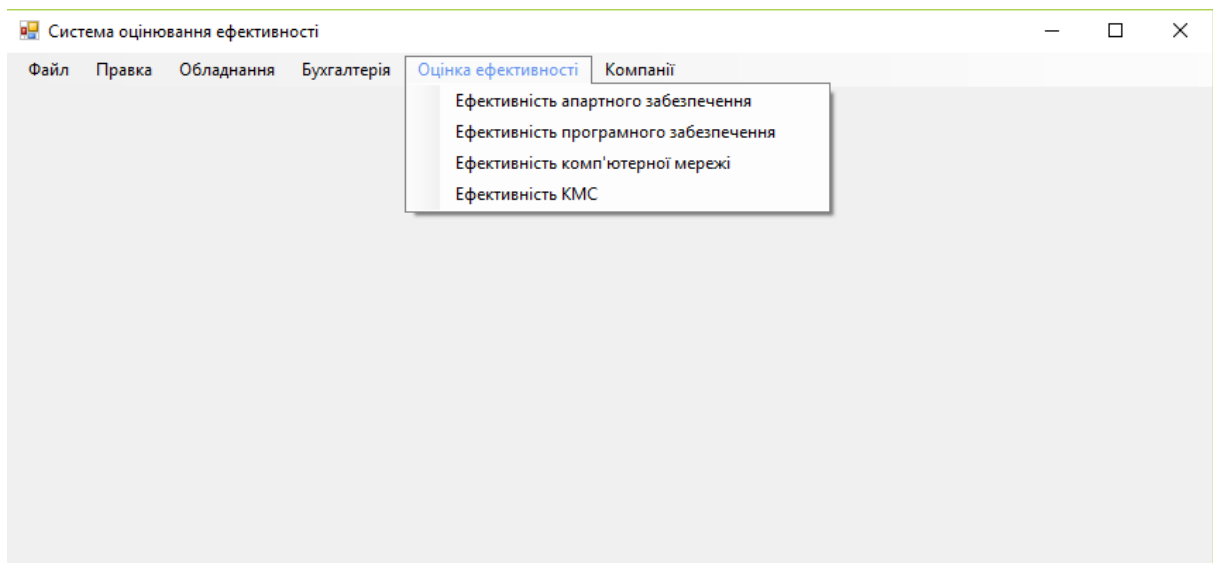 Система оцінювання ефективності
Файл Правка Обладнання Бухгалтерія Оцінка ефективності Компанії
Ефективність апартного забезпечення
Ефективність програмного забезпечення
Ефективність комп'ютерної мережі
Ефективність КМС